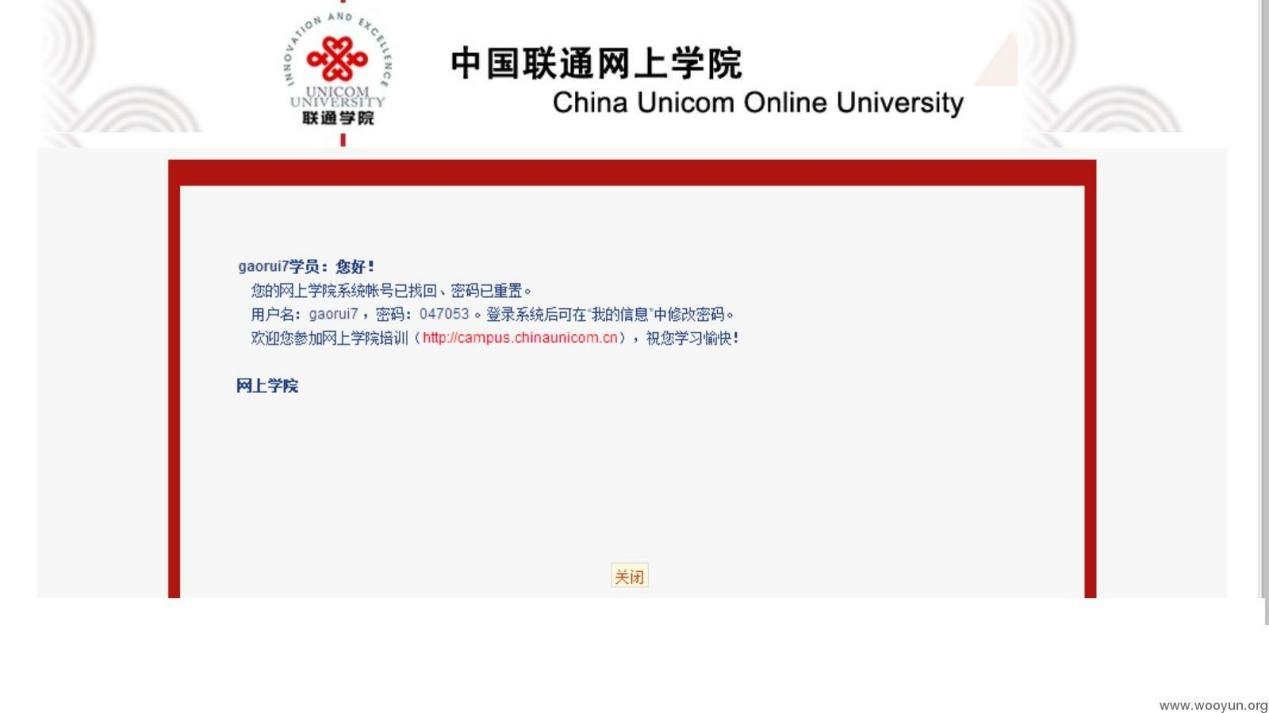 INNOVATION AND EXCELLENCE
UNICOM
UNIVERSITY
联通学院
中国联通网上学院
China Unicom Online University
gaorui7学员：您好！
您的网上学院系统帐号已找回、密码已重置。
用户名：gaorui7 ，密码：047053 。登录系统后可在“我的信息”中修改密码。
欢迎您参加网上学院培训（http://campus.chinaunicom.cn），祝您学习愉快！
网上学院
关闭
www.wooyun.org